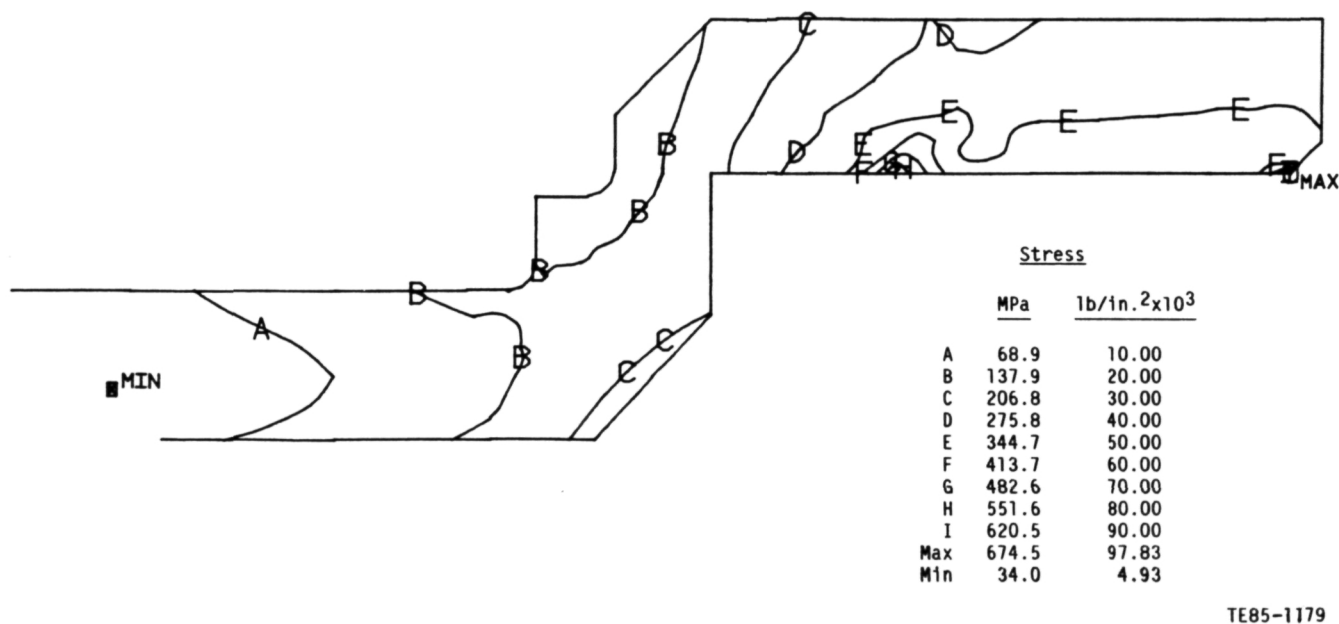 C
D
E E E
B E
D
F G H F MAX
B
B Stress
B
MPa lb/in.²x10³
A C
B C
A 68.9 10.00
MIN B 137.9 20.00
C 206.8 30.00
D 275.8 40.00
E 344.7 50.00
F 413.7 60.00
G 482.6 70.00
H 551.6 80.00
I 620.5 90.00
Max 674.5 97.83
Min 34.0 4.93
TE85-1179